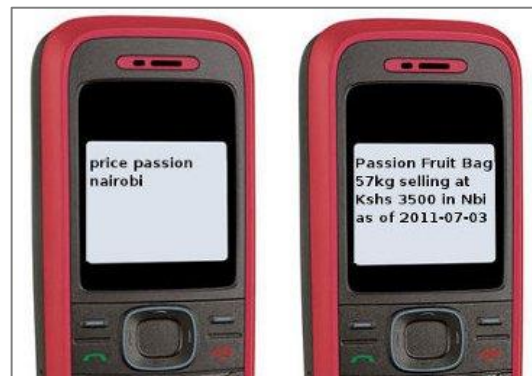 price passion
nairobi
Passion Fruit Bag
57kg selling at
Kshs 3500 in Nbi
as of 2011-07-03